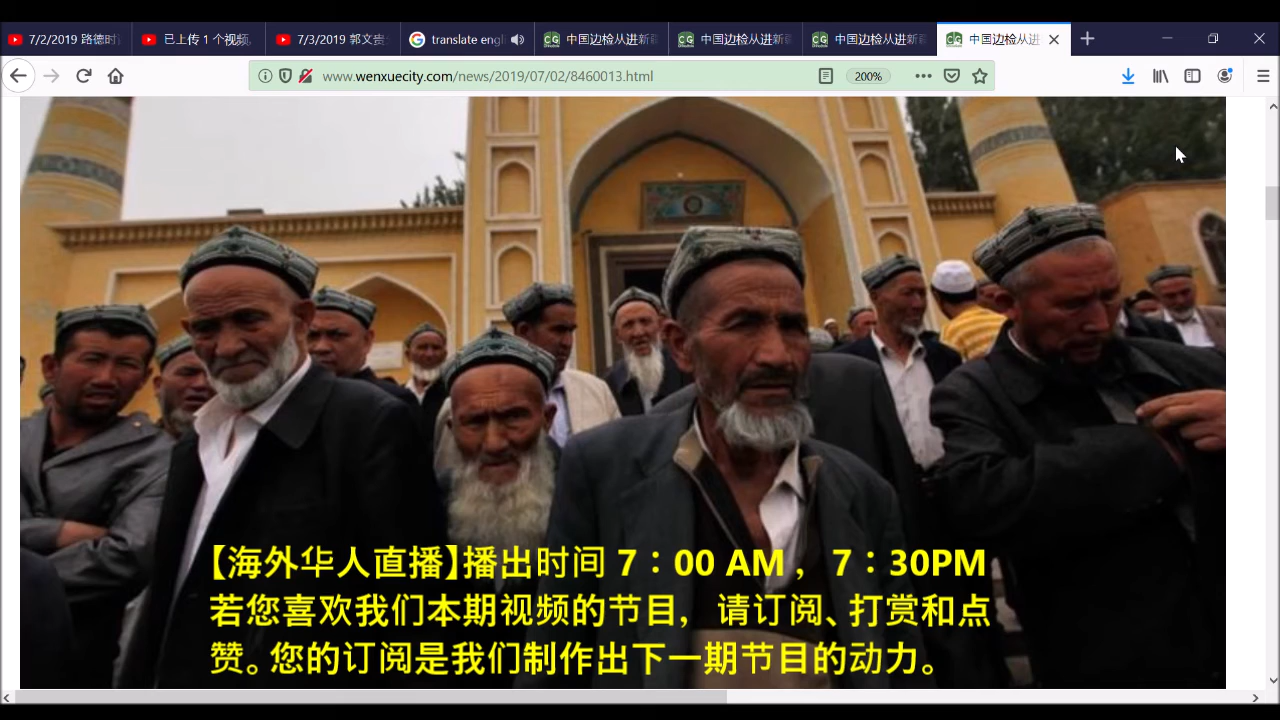 7/2/2019 路德时
已上传 1 个视频
7/3/2019 郭文贵
translate engl
中国边检从进新疆
中国边检从进新疆
中国边检从进新疆
中国边检从进
www.wenxuecity.com/news/2019/07/02/8460013.html
200%
【海外华人直播】播出时间 7：00 AM ， 7：30PM
若您喜欢我们本期视频的节目，请订阅、打赏和点
赞。您的订阅是我们制作出下一期节目的动力。